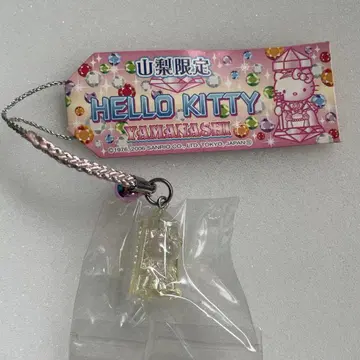 山梨限定
HELLO KITTY
YAMANASHI
©1976, 2006 SANRIO CO., LTD. TOKYO, JAPAN Ⓛ